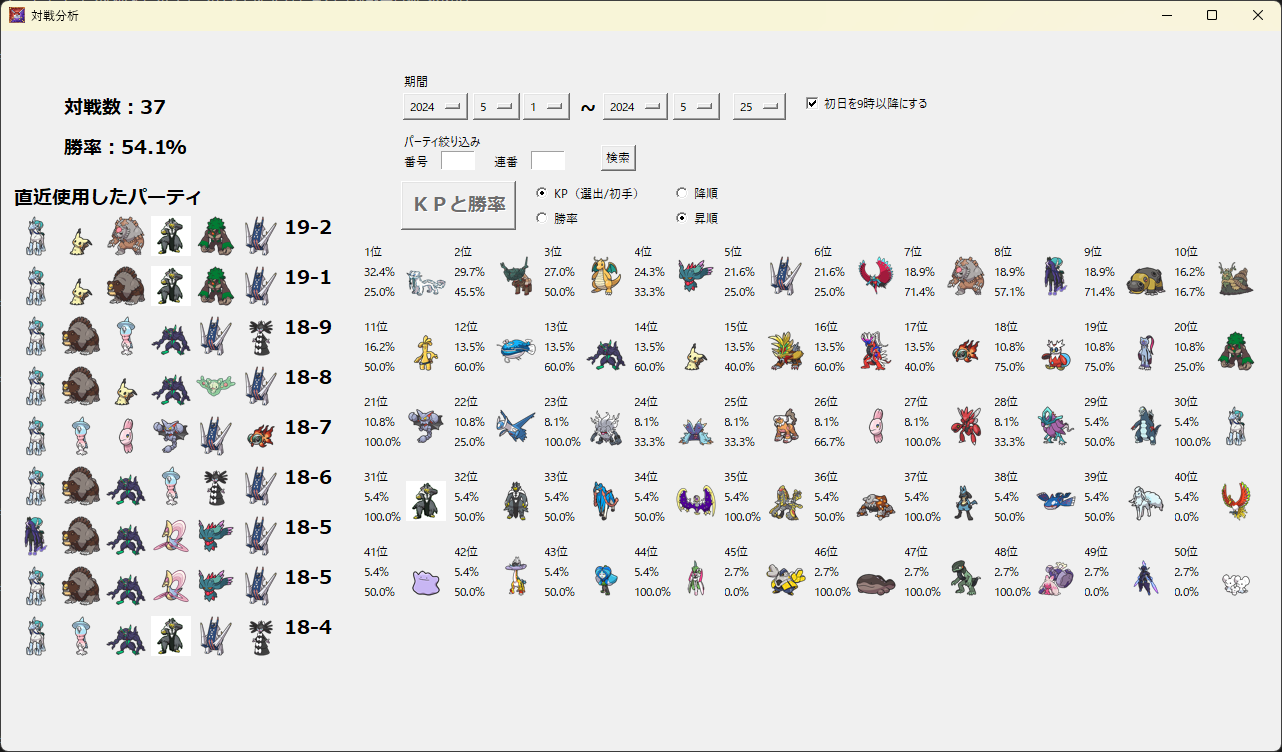 対戦分析
対戦数：37
勝率：54.1%
直近使用したパーティ
19-2
19-1
18-9
18-8
18-7
18-6
18-5
18-5
18-4
期間
2024 5 1 ~ 2024 5 25 初日を9時以降にする
パーティ絞り込み
番号 連番 検索
ＫＰと勝率
KP（選出/初手） 降順
勝率 昇順
1位 2位 3位 4位 5位 6位 7位 8位 9位 10位
32.4% 29.7% 27.0% 24.3% 21.6% 21.6% 18.9% 18.9% 18.9% 16.2%
25.0% 45.5% 50.0% 33.3% 25.0% 25.0% 71.4% 57.1% 71.4% 16.7%
11位 12位 13位 14位 15位 16位 17位 18位 19位 20位
16.2% 13.5% 13.5% 13.5% 13.5% 13.5% 13.5% 10.8% 10.8% 10.8%
50.0% 60.0% 60.0% 60.0% 40.0% 60.0% 40.0% 75.0% 75.0% 25.0%
21位 22位 23位 24位 25位 26位 27位 28位 29位 30位
10.8% 10.8% 8.1% 8.1% 8.1% 8.1% 8.1% 8.1% 5.4% 5.4%
100.0% 25.0% 100.0% 33.3% 33.3% 66.7% 100.0% 33.3% 50.0% 100.0%
31位 32位 33位 34位 35位 36位 37位 38位 39位 40位
5.4% 5.4% 5.4% 5.4% 5.4% 5.4% 5.4% 5.4% 5.4% 5.4%
100.0% 50.0% 50.0% 50.0% 100.0% 50.0% 100.0% 50.0% 100.0% 0.0%
41位 42位 43位 44位 45位 46位 47位 48位 49位 50位
5.4% 5.4% 5.4% 5.4% 2.7% 2.7% 2.7% 2.7% 2.7% 2.7%
50.0% 50.0% 50.0% 100.0% 0.0% 100.0% 100.0% 100.0% 0.0% 0.0%